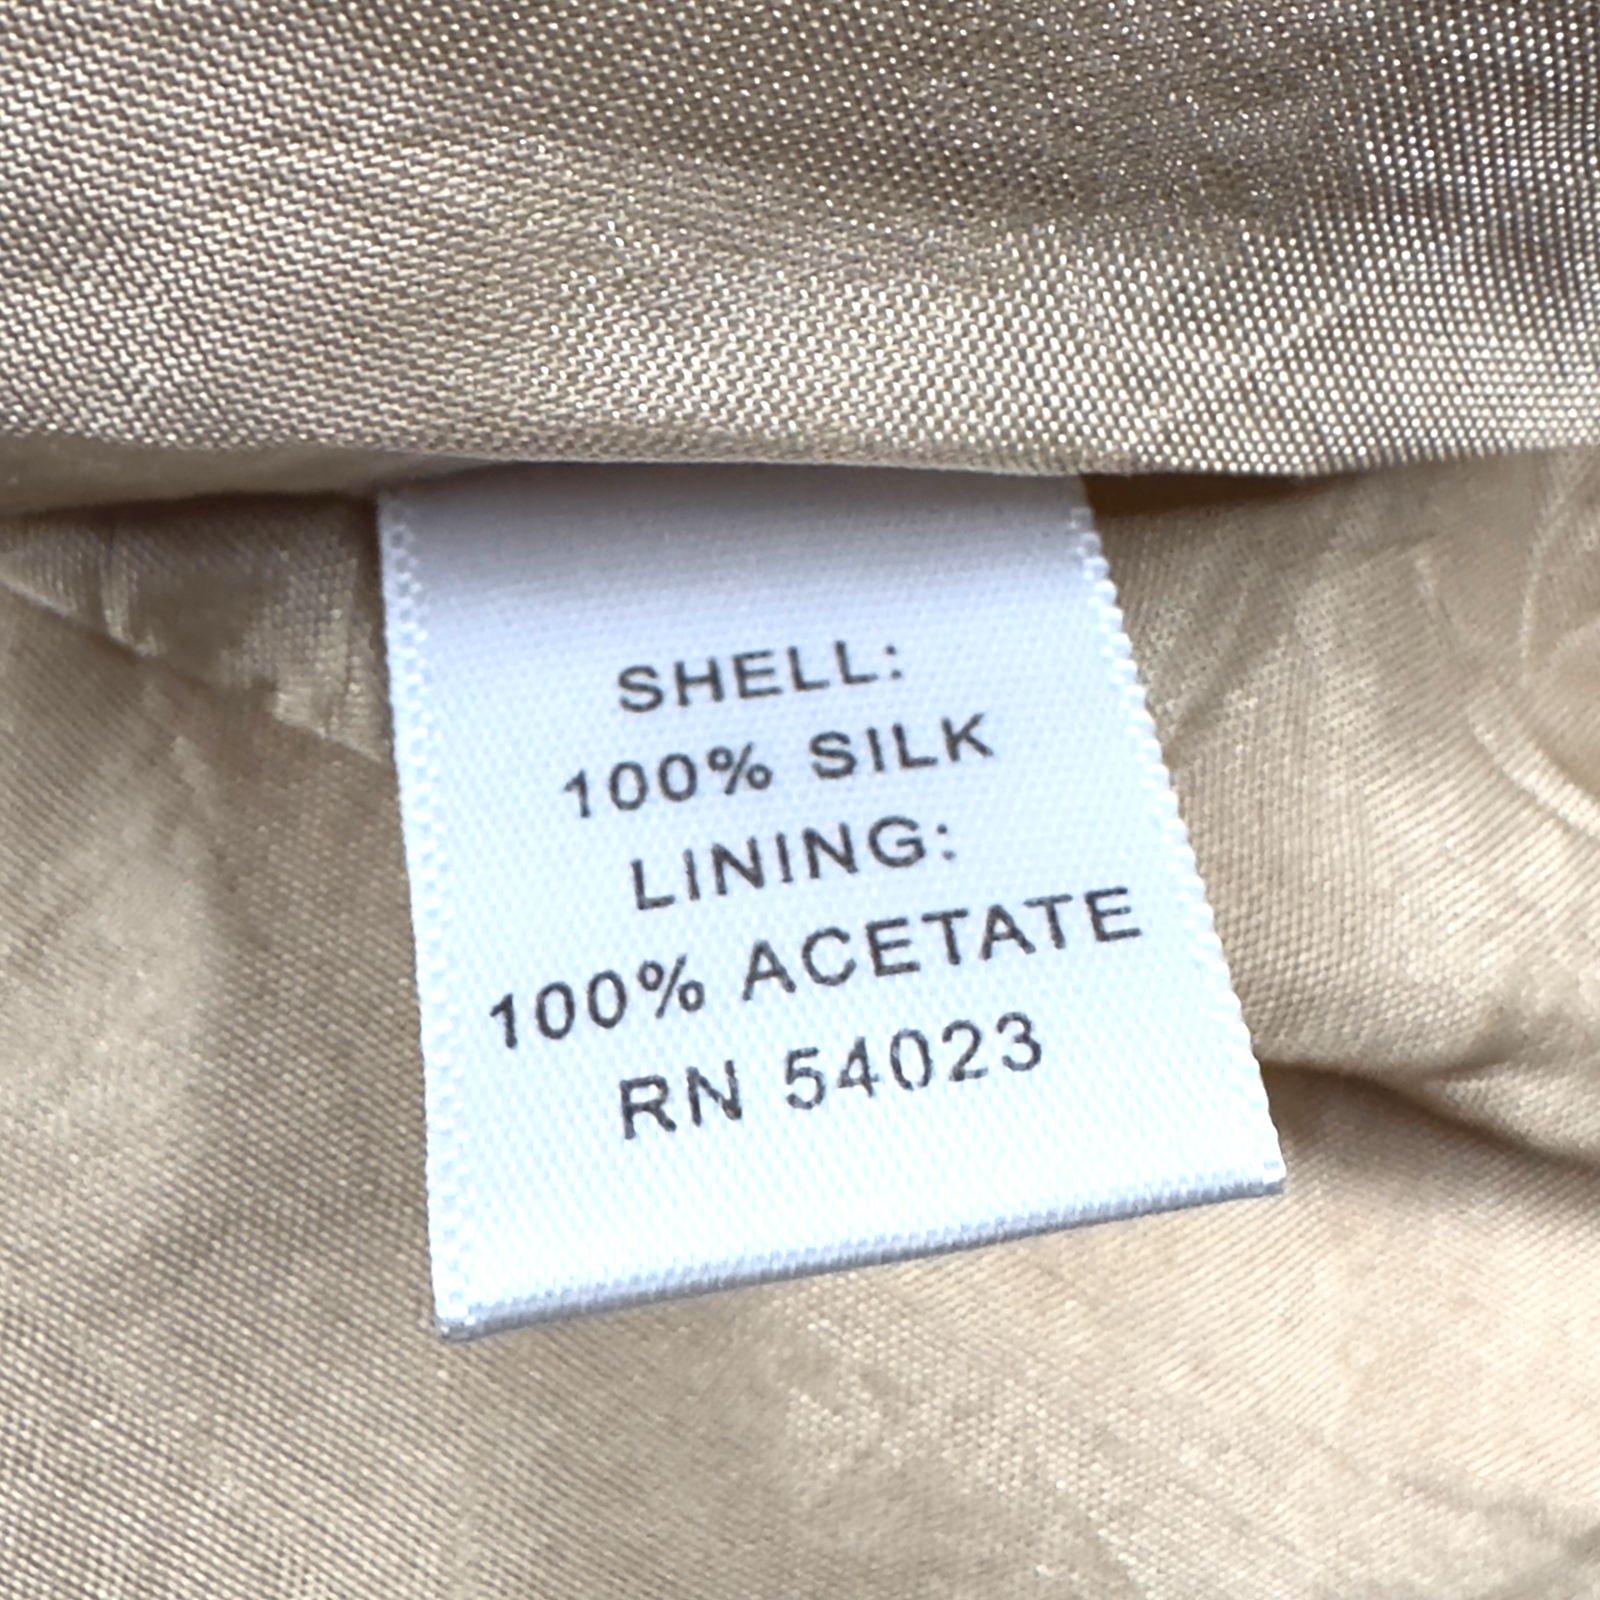 SHELL:
100% SILK
LINING:
100% ACETATE
RN 54023